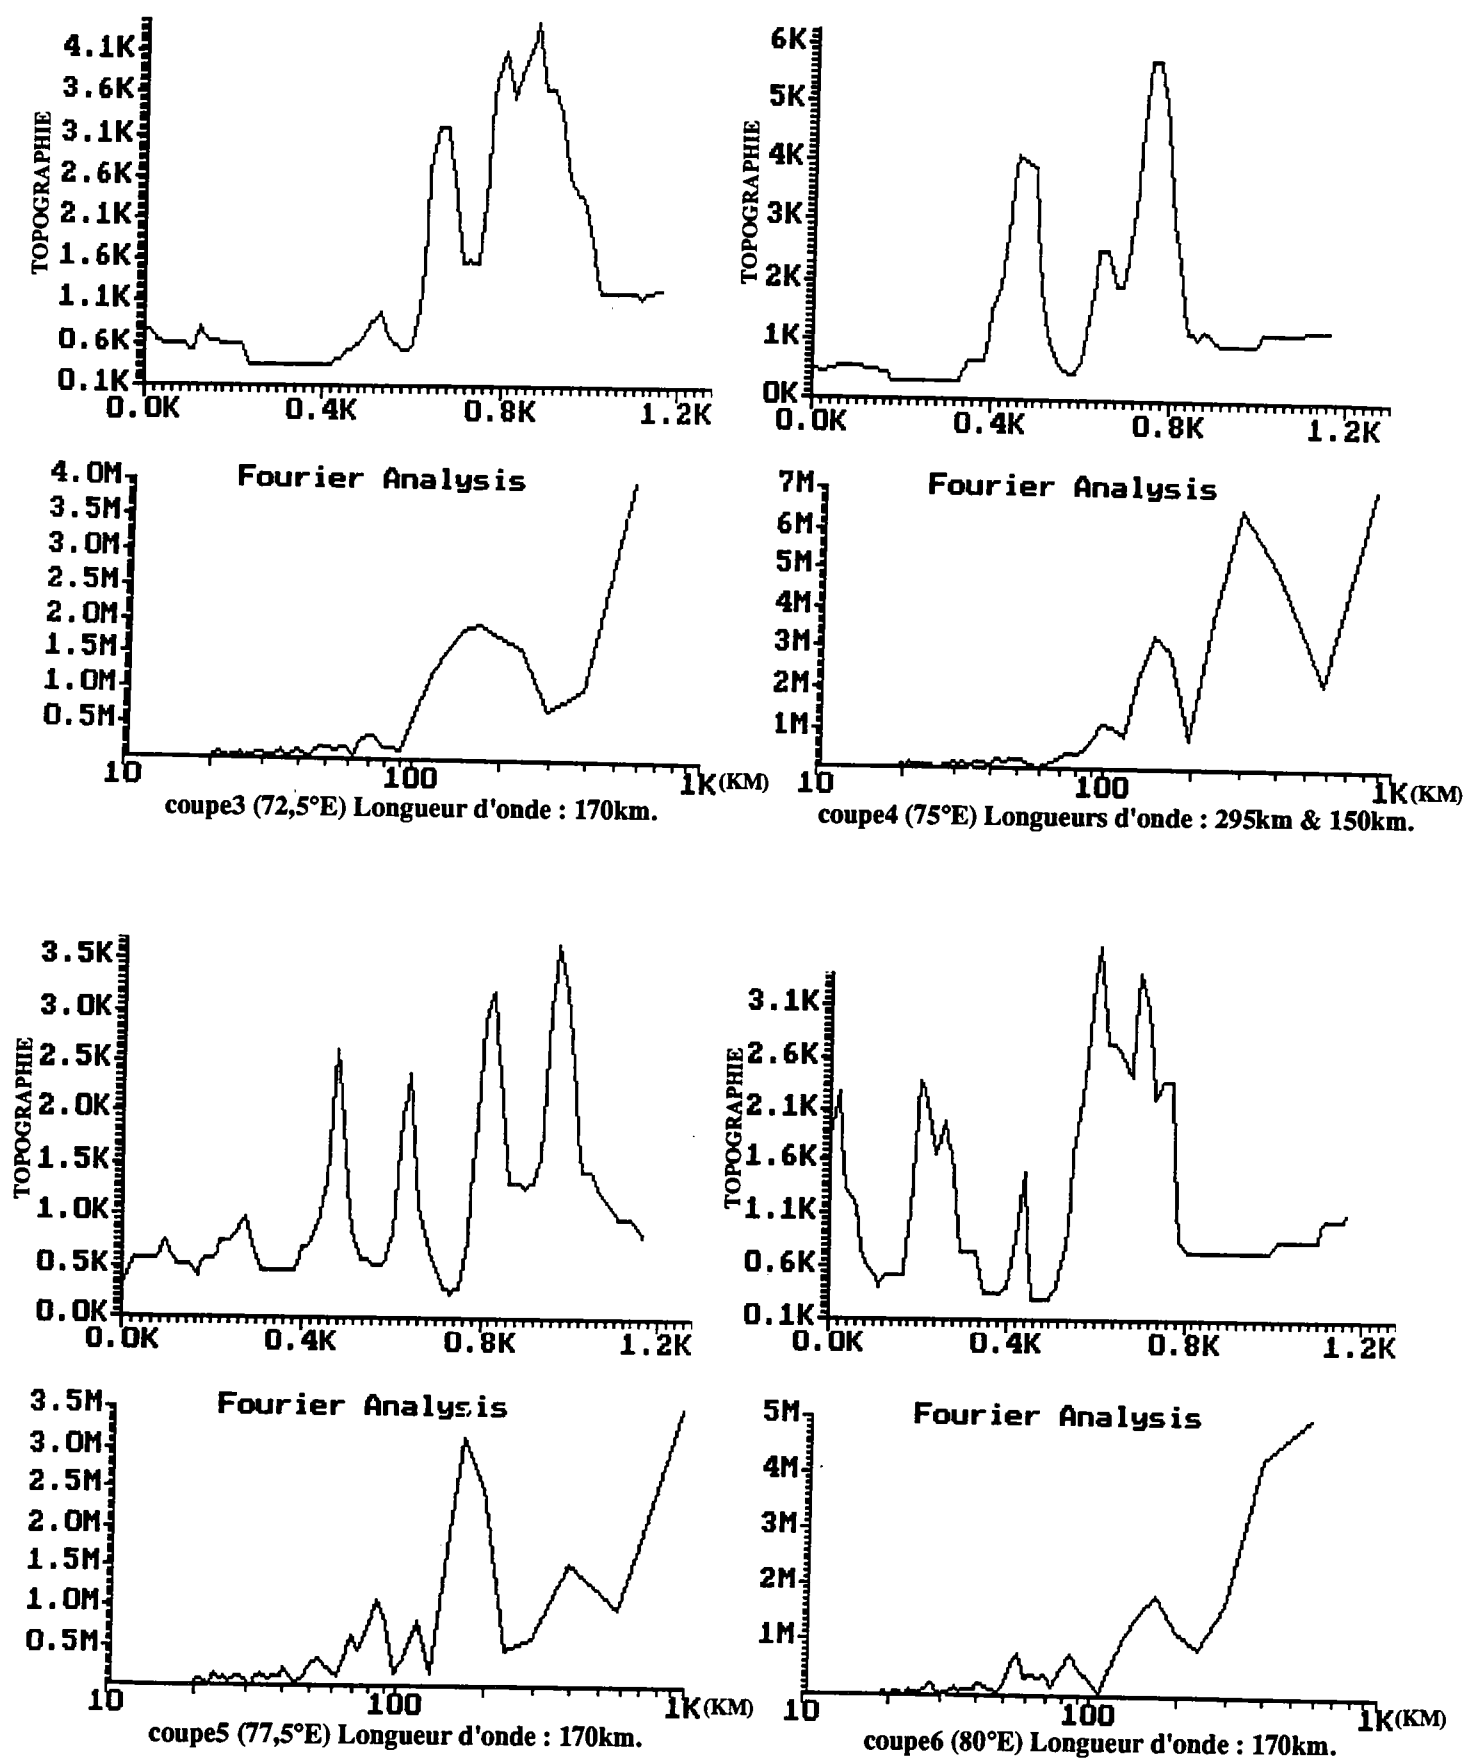 TOPOGRAPHIE
4.1K
3.6K
3.1K
2.6K
2.1K
1.6K
1.1K
0.6K
0.1K
0.0K 0.4K 0.8K 1.2K
TOPOGRAPHIE
6K
5K
4K
3K
2K
1K
0K
0.0K 0.4K 0.8K 1.2K
Fourier Analysis
4.0M
3.5M
3.0M
2.5M
2.0M
1.5M
1.0M
0.5M
10 100 1K(KM)
coupe3 (72,5°E) Longueur d'onde : 170km.
Fourier Analysis
7M
6M
5M
4M
3M
2M
1M
10 100 1K(KM)
coupe4 (75°E) Longueurs d'onde : 295km & 150km.
TOPOGRAPHIE
3.5K
3.0K
2.5K
2.0K
1.5K
1.0K
0.5K
0.0K
0.0K 0.4K 0.8K 1.2K
TOPOGRAPHIE
3.1K
2.6K
2.1K
1.6K
1.1K
0.6K
0.1K
0.0K 0.4K 0.8K 1.2K
Fourier Analysis
3.5M
3.0M
2.5M
2.0M
1.5M
1.0M
0.5M
10 100 1K(KM)
coupe5 (77,5°E) Longueur d'onde : 170km.
Fourier Analysis
5M
4M
3M
2M
1M
10 100 1K(KM)
coupe6 (80°E) Longueur d'onde : 170km.